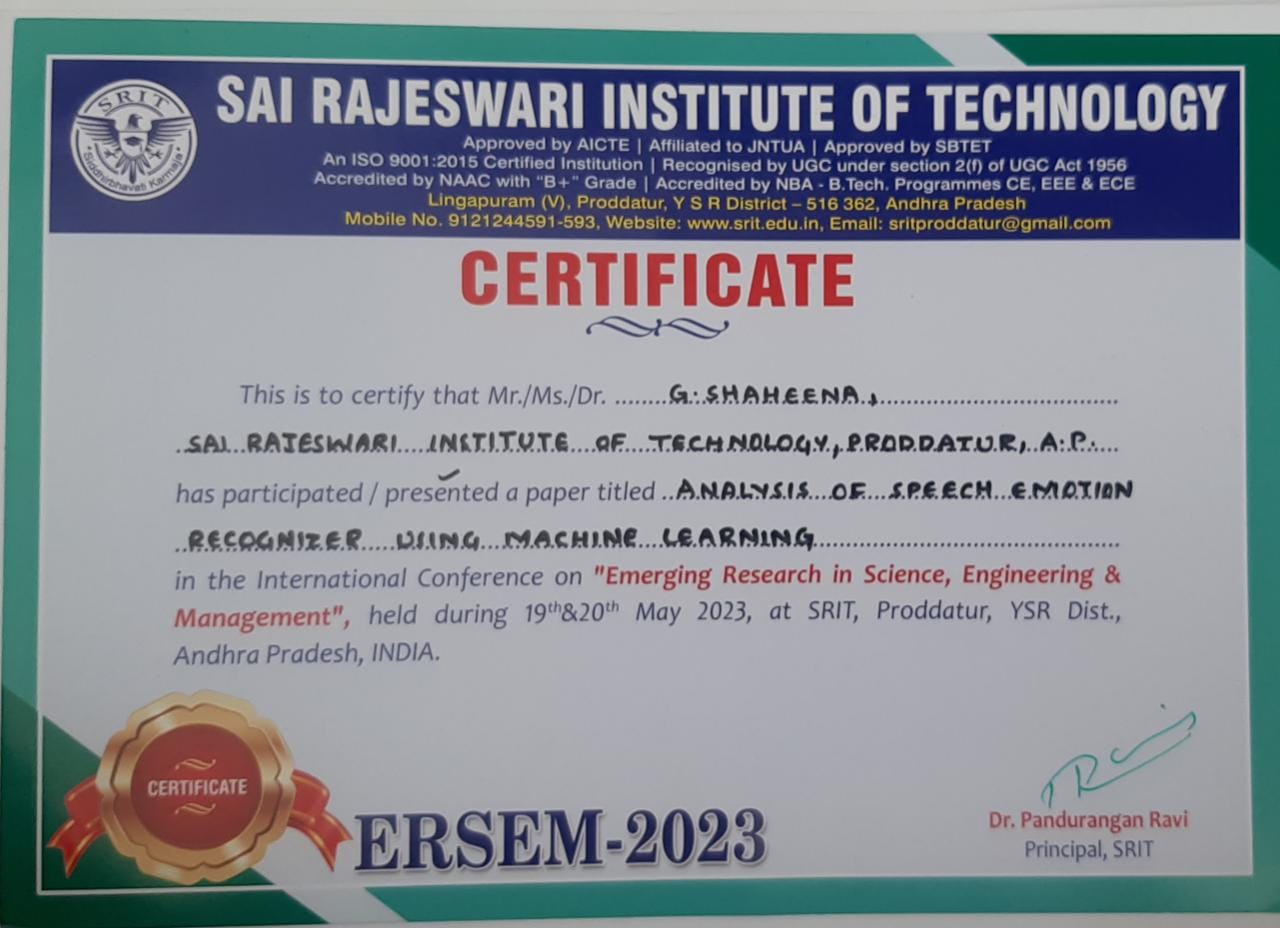 SRIT
Siddhirbhavati Karmaja
SAI RAJESWARI INSTITUTE OF TECHNOLOGY
Approved by AICTE | Affiliated to JNTUA | Approved by SBTET
An ISO 9001:2015 Certified Institution | Recognised by UGC under section 2(f) of UGC Act 1956
Accredited by NAAC with "B+" Grade | Accredited by NBA - B.Tech. Programmes CE, EEE & ECE
Lingapuram (V), Proddatur, Y S R District – 516 362, Andhra Pradesh
Mobile No. 9121244591-593, Website: www.srit.edu.in, Email: sritproddatur@gmail.com
CERTIFICATE
This is to certify that Mr./Ms./Dr. ........G. SHAHEENA,........................................
SAI RAJESWARI INSTITUTE OF TECHNOLOGY, PRODDATUR, A.P.
has participated / presented a paper titled ..ANALYSIS OF SPEECH EMOTION
RECOGNIZER USING MACHINE LEARNING...................................................
in the International Conference on "Emerging Research in Science, Engineering &
Management", held during 19th&20th May 2023, at SRIT, Proddatur, YSR Dist.,
Andhra Pradesh, INDIA.
CERTIFICATE
ERSEM-2023
Dr. Pandurangan Ravi
Principal, SRIT